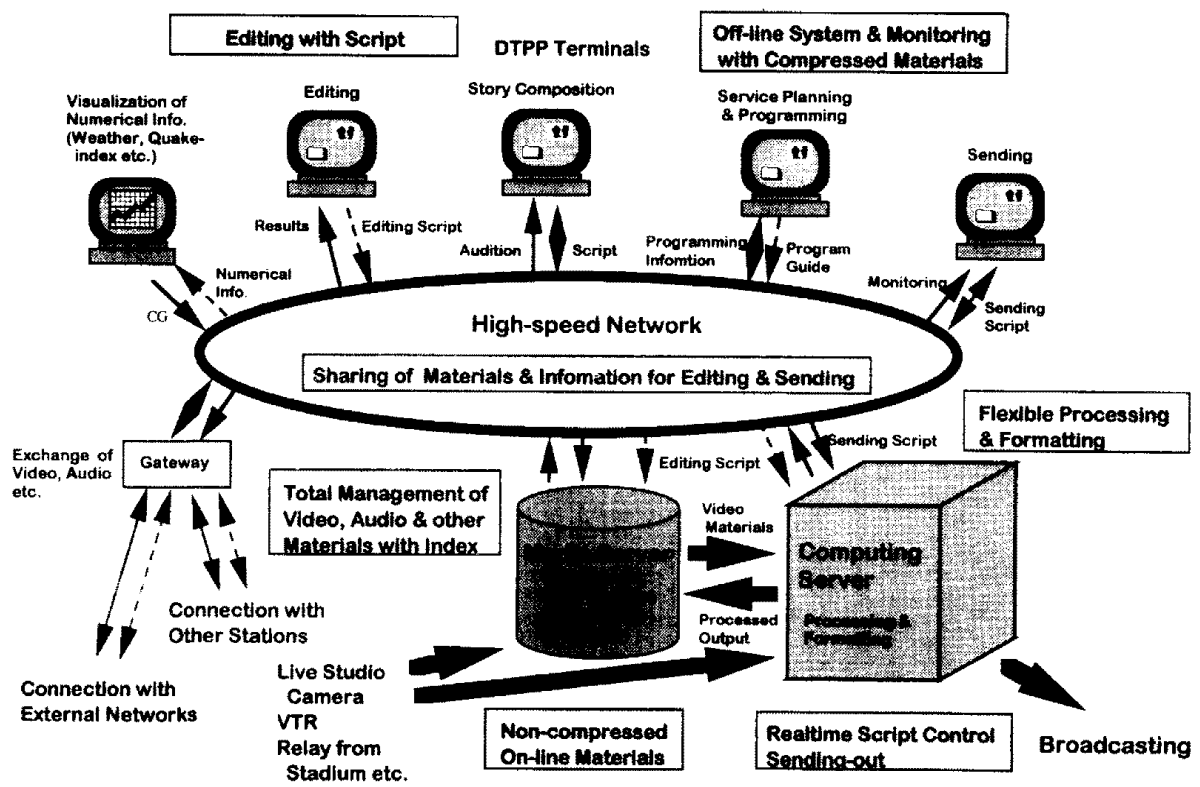 Editing with Script
DTPP Terminals
Off-line System & Monitoring
with Compressed Materials
Visualization of
Numerical Info.
(Weather, Quake-
index etc.)
Editing
Story Composition
Service Planning
& Programming
Sending
Results
Editing Script
Audition
Script
Programming
Infomtion
Program
Guide
Monitoring
Sending
Script
Numerical
Info.
CG
High-speed Network
Sharing of Materials & Infomation for Editing & Sending
Flexible Processing
& Formatting
Exchange of
Video, Audio
etc.
Gateway
Total Management of
Video, Audio & other
Materials with Index
Editing Script
Sending Script
Video
Materials
Computing
Server
Processing &
Formatting
Processed
Output
Connection with
Other Stations
Connection with
External Networks
Live Studio
Camera
VTR
Relay from
Stadium etc.
Non-compressed
On-line Materials
Realtime Script Control
Sending-out
Broadcasting